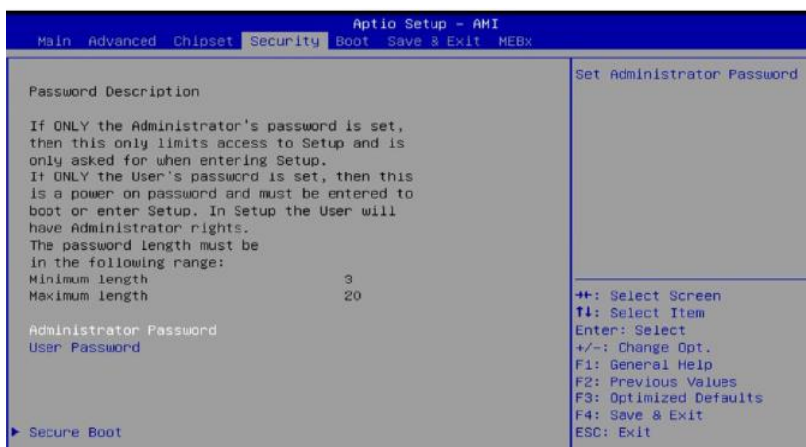 Aptio Setup - AMI
Main Advanced Chipset Security Boot Save & Exit MEBx
Password Description
If ONLY the Administrator's password is set,
then this only limits access to Setup and is
only asked for when entering Setup.
If ONLY the User's password is set, then this
is a power on password and must be entered to
boot or enter Setup. In Setup the User will
have Administrator rights.
The password length must be
in the following range:
Minimum length 3
Maximum length 20
Administrator Password
User Password
▶ Secure Boot
Set Administrator Password
→←: Select Screen
↑↓: Select Item
Enter: Select
+/-: Change Opt.
F1: General Help
F2: Previous Values
F3: Optimized Defaults
F4: Save & Exit
ESC: Exit